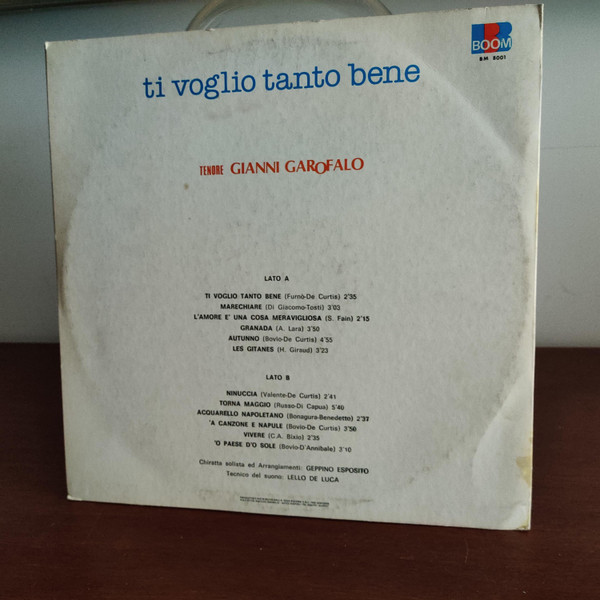 BOOM
BM 8001
ti voglio tanto bene
TENORE GIANNI GAROFALO
LATO A
TI VOGLIO TANTO BENE (Furnò-De Curtis) 2'35
MARECHIARE (Di Giacomo-Tosti) 3'03
L'AMORE E' UNA COSA MERAVIGLIOSA (S. Fain) 2'15
GRANADA (A. Lara) 3'50
AUTUNNO (Bovio-De Curtis) 4'55
LES GITANES (H. Giraud) 3'23
LATO B
NINUCCIA (Valente-De Curtis) 2'41
TORNA MAGGIO (Russo-Di Capua) 5'40
ACQUARELLO NAPOLETANO (Bonagura-Benedetto) 2'37
'A CANZONE E NAPULE (Bovio-De Curtis) 3'50
VIVERE (C.A. Bixio) 2'35
'O PAESE D'O SOLE (Bovio-D'Annibale) 3'10
Chitarra solista ed Arrangiamenti: GEPPINO ESPOSITO
Tecnico del suono: LELLO DE LUCA